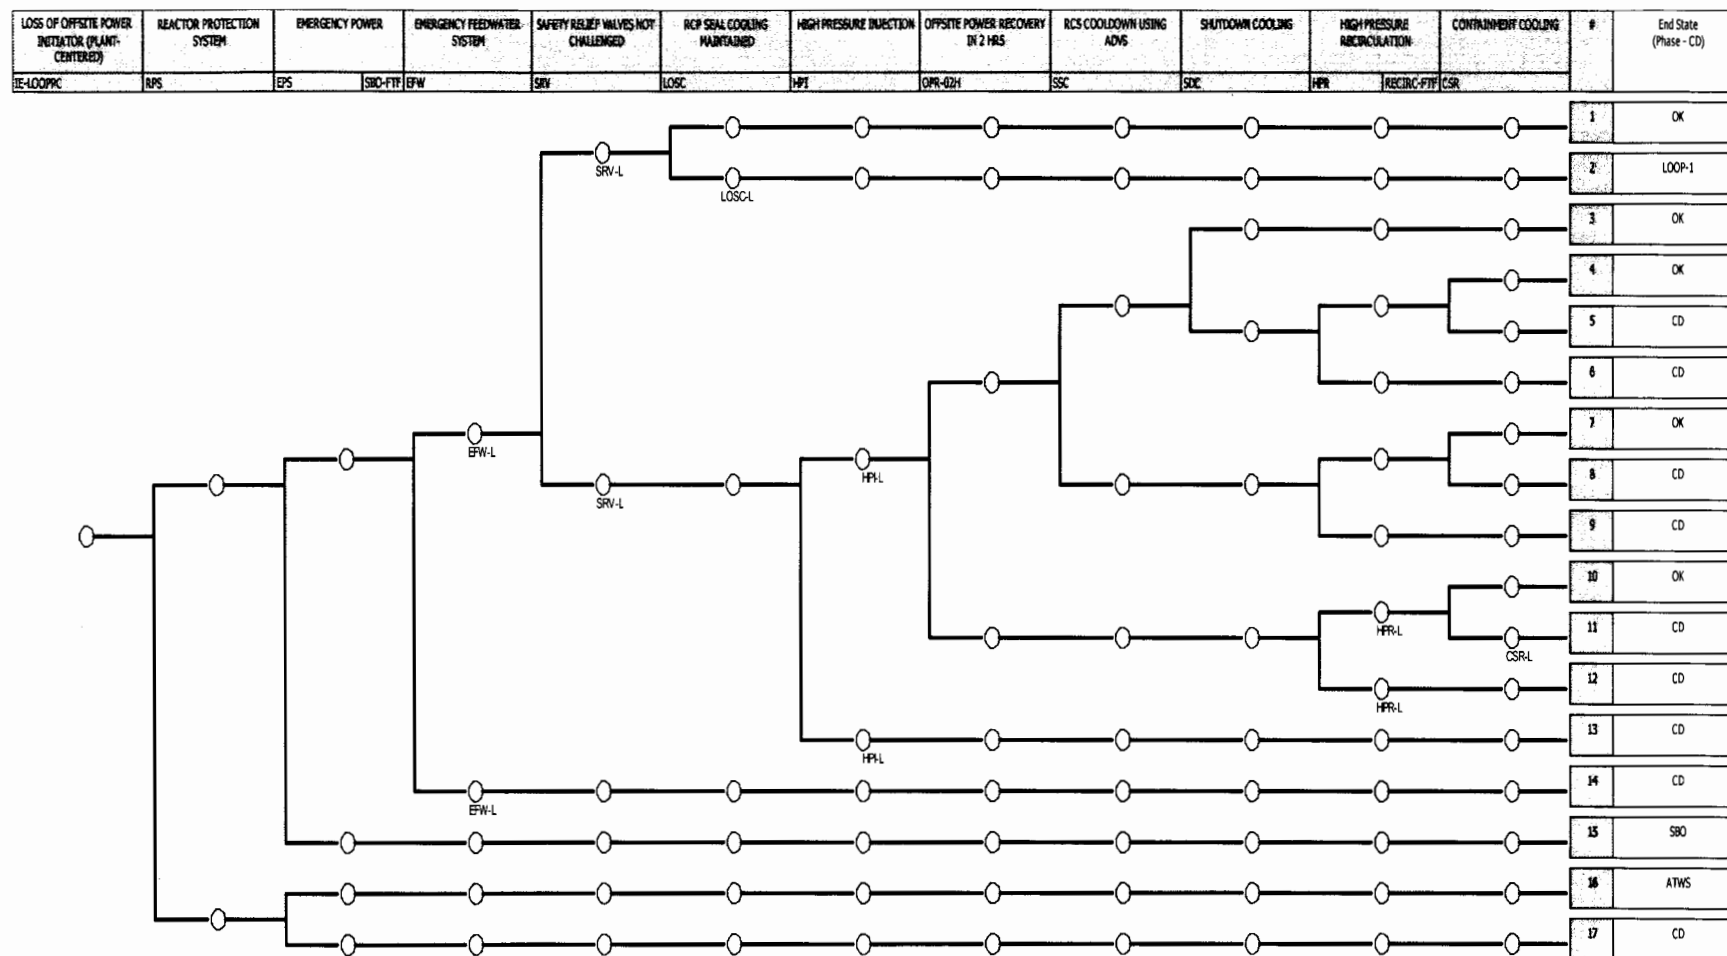 LOSS OF OFFSITE POWER
INITIATOR (PLANT-
CENTERED)
REACTOR PROTECTION
SYSTEM
EMERGENCY POWER
EMERGENCY FEEDWATER
SYSTEM
SAFETY RELIEF VALVES NOT
CHALLENGED
RCP SEAL COOLING
MAINTAINED
HIGH PRESSURE INJECTION
OFFSITE POWER RECOVERY
IN 2 HRS
RCS COOLDOWN USING
ADVS
SHUTDOWN COOLING
HIGH PRESSURE
RECIRCULATION
CONTAINMENT COOLING
#
End State
(Phase - CD)
IE-LOOPPC
RPS
EPS
SBO-FTF
EFW
SRV
LOSC
HPI
OPR-02H
SSC
SDC
HPR
RECIRC-FTF
CSR
1
OK
SRV-L
2
LOOP-1
LOSC-L
3
OK
4
OK
5
CD
6
CD
7
OK
EFW-L
8
CD
HPI-L
SRV-L
9
CD
10
OK
11
CD
HPR-L
CSR-L
12
CD
HPR-L
13
CD
HPI-L
14
CD
EFW-L
15
SBO
16
ATWS
17
CD